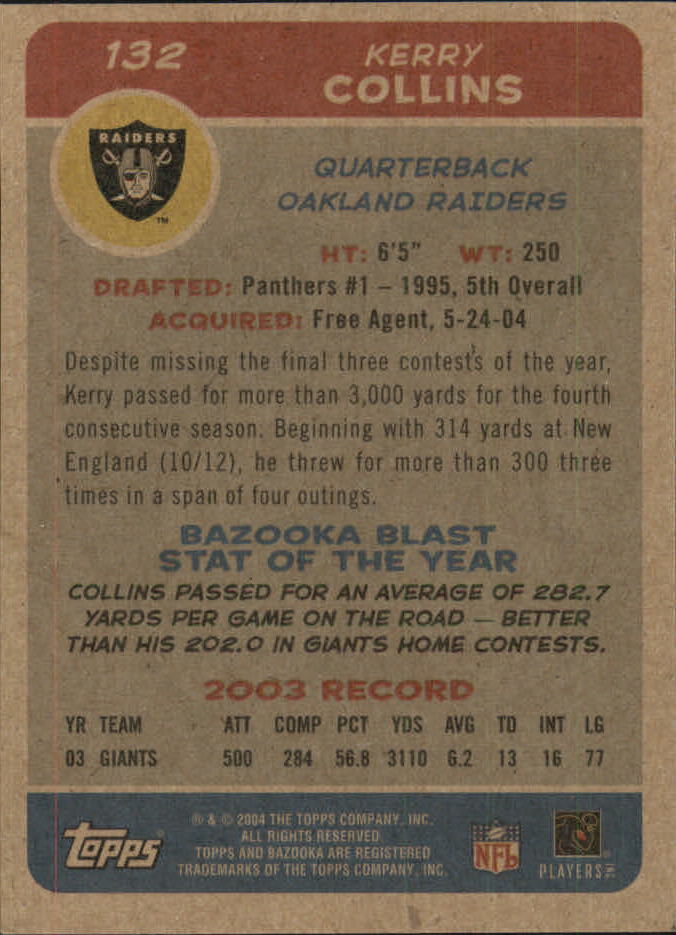 132
KERRY
COLLINS
RAIDERS
TM
QUARTERBACK
OAKLAND RAIDERS
HT: 6'5" WT: 250
DRAFTED: Panthers #1 – 1995, 5th Overall
ACQUIRED: Free Agent, 5-24-04
Despite missing the final three contests of the year,
Kerry passed for more than 3,000 yards for the fourth
consecutive season. Beginning with 314 yards at New
England (10/12), he threw for more than 300 three
times in a span of four outings.
BAZOOKA BLAST
STAT OF THE YEAR
COLLINS PASSED FOR AN AVERAGE OF 282.7
YARDS PER GAME ON THE ROAD — BETTER
THAN HIS 202.0 IN GIANTS HOME CONTESTS.
2003 RECORD
YR TEAM ATT COMP PCT YDS AVG TD INT LG
03 GIANTS 500 284 56.8 3110 6.2 13 16 77
topps®
® & © 2004 THE TOPPS COMPANY, INC.
ALL RIGHTS RESERVED
TOPPS AND BAZOOKA ARE REGISTERED
TRADEMARKS OF THE TOPPS COMPANY, INC.
NFL
PLAYERS INC